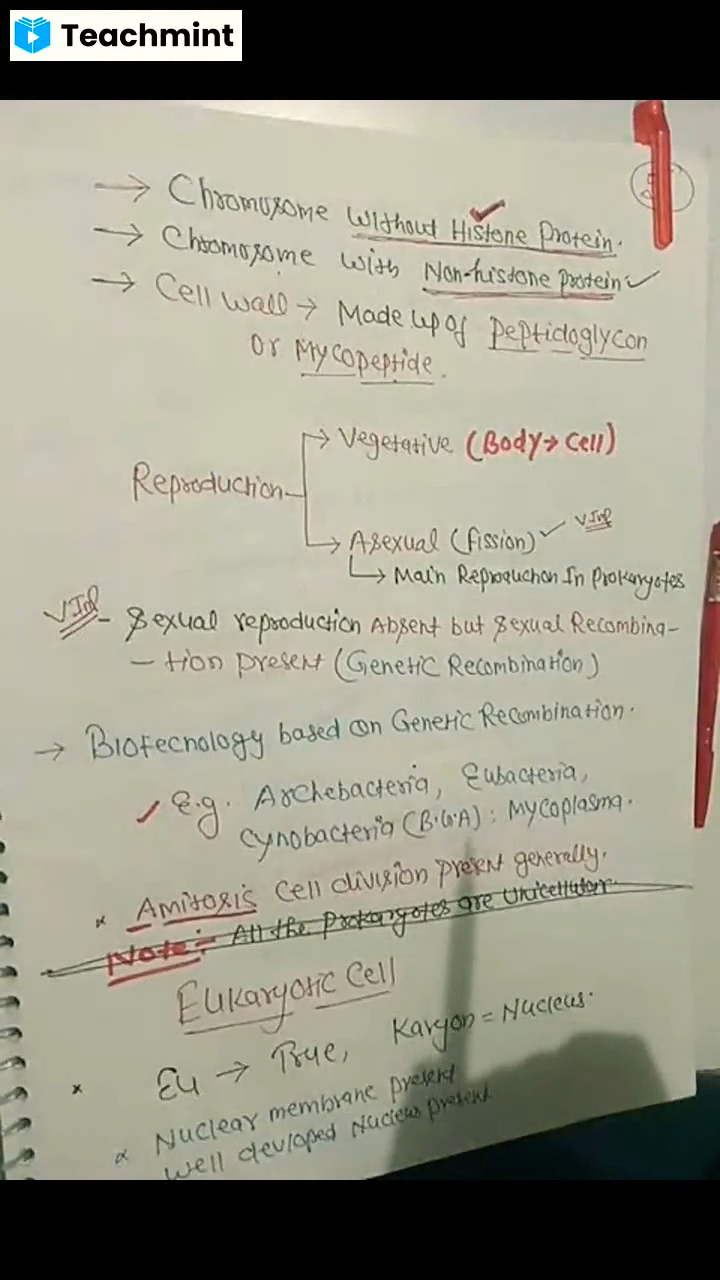 Teachmint
→ Chromosome without Histone Protein.
→ Chromosome with Non-histone protein
→ Cell wall → Made up of Peptidoglycon
or Mycopeptide.
→ Vegetative (Body → Cell)
Reproduction
→ Asexual (Fission) V.Imp
→ Main Reproduction In Prokaryotes
V.Imp - Sexual reproduction Absent but Sexual Recombina-
- tion present (Genetic Recombination)
→ Biotecnology based on Genetic Recombination.
E.g. Archebacteria, Eubacteria,
Cynobacteria (B.G.A) : Mycoplasma.
* Amitosis Cell division present generally.
Note:- All the Prokaryotes are Unicellular
Eukaryotic Cell
* Eu → True, Karyon = Nucleus.
* Nuclear membrane present
well devloped Nucleus present